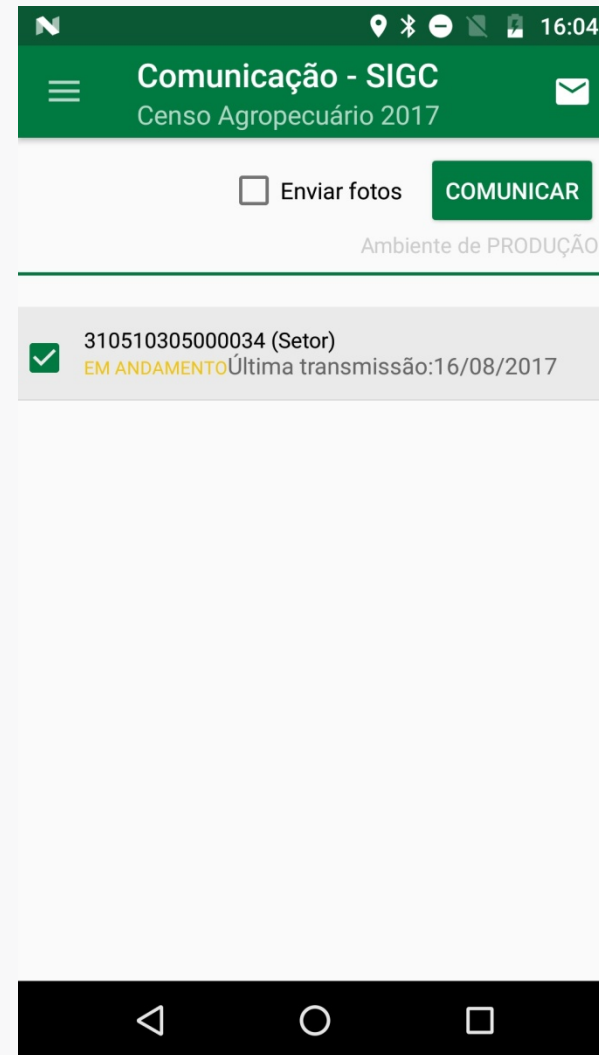 16:04
Comunicação - SIGC
Censo Agropecuário 2017
Enviar fotos COMUNICAR
Ambiente de PRODUÇÃO
310510305000034 (Setor)
EM ANDAMENTOÚltima transmissão:16/08/2017